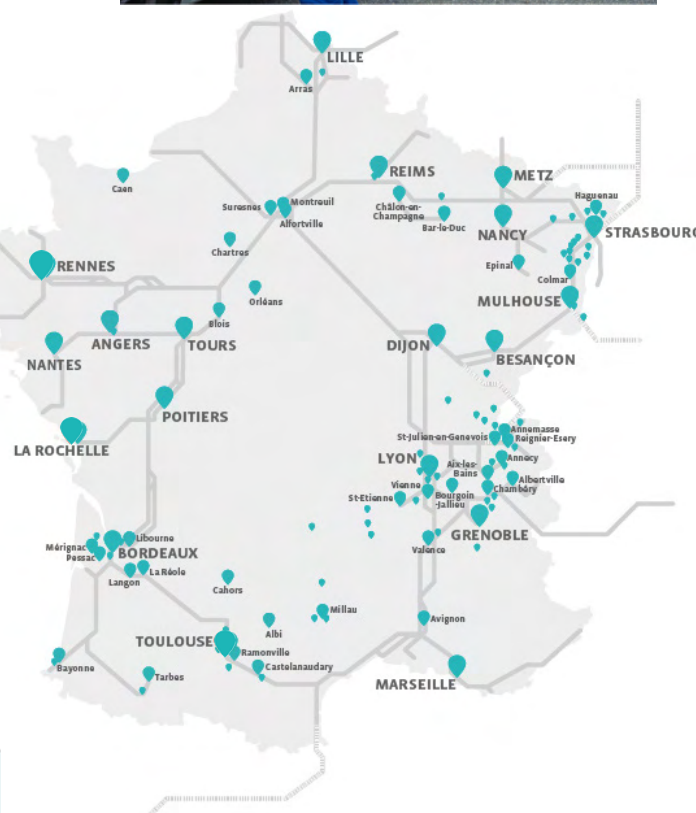 LILLE
Arras
REIMS
METZ
Caen
Haguenau
Suresnes
Montreuil
Châlon-en-
Champagne
Alfortville
Bar-le-Duc
NANCY
STRASBOURG
Chartres
RENNES
Epinal
Colmar
Orléans
MULHOUSE
Blois
ANGERS
TOURS
DIJON
NANTES
BESANÇON
POITIERS
Annemasse
St-Julien-en-Genevois
Reignier-Esery
LA ROCHELLE
LYON
Annecy
Aix-les-
Bains
Albertville
Vienne
Chambéry
St-Etienne
Bourgoin
-Jallieu
GRENOBLE
Libourne
Mérignac
BORDEAUX
Valence
Pessac
La Réole
Langon
Cahors
Millau
Avignon
Albi
TOULOUSE
Ramonville
Bayonne
Castelanaudary
Tarbes
MARSEILLE